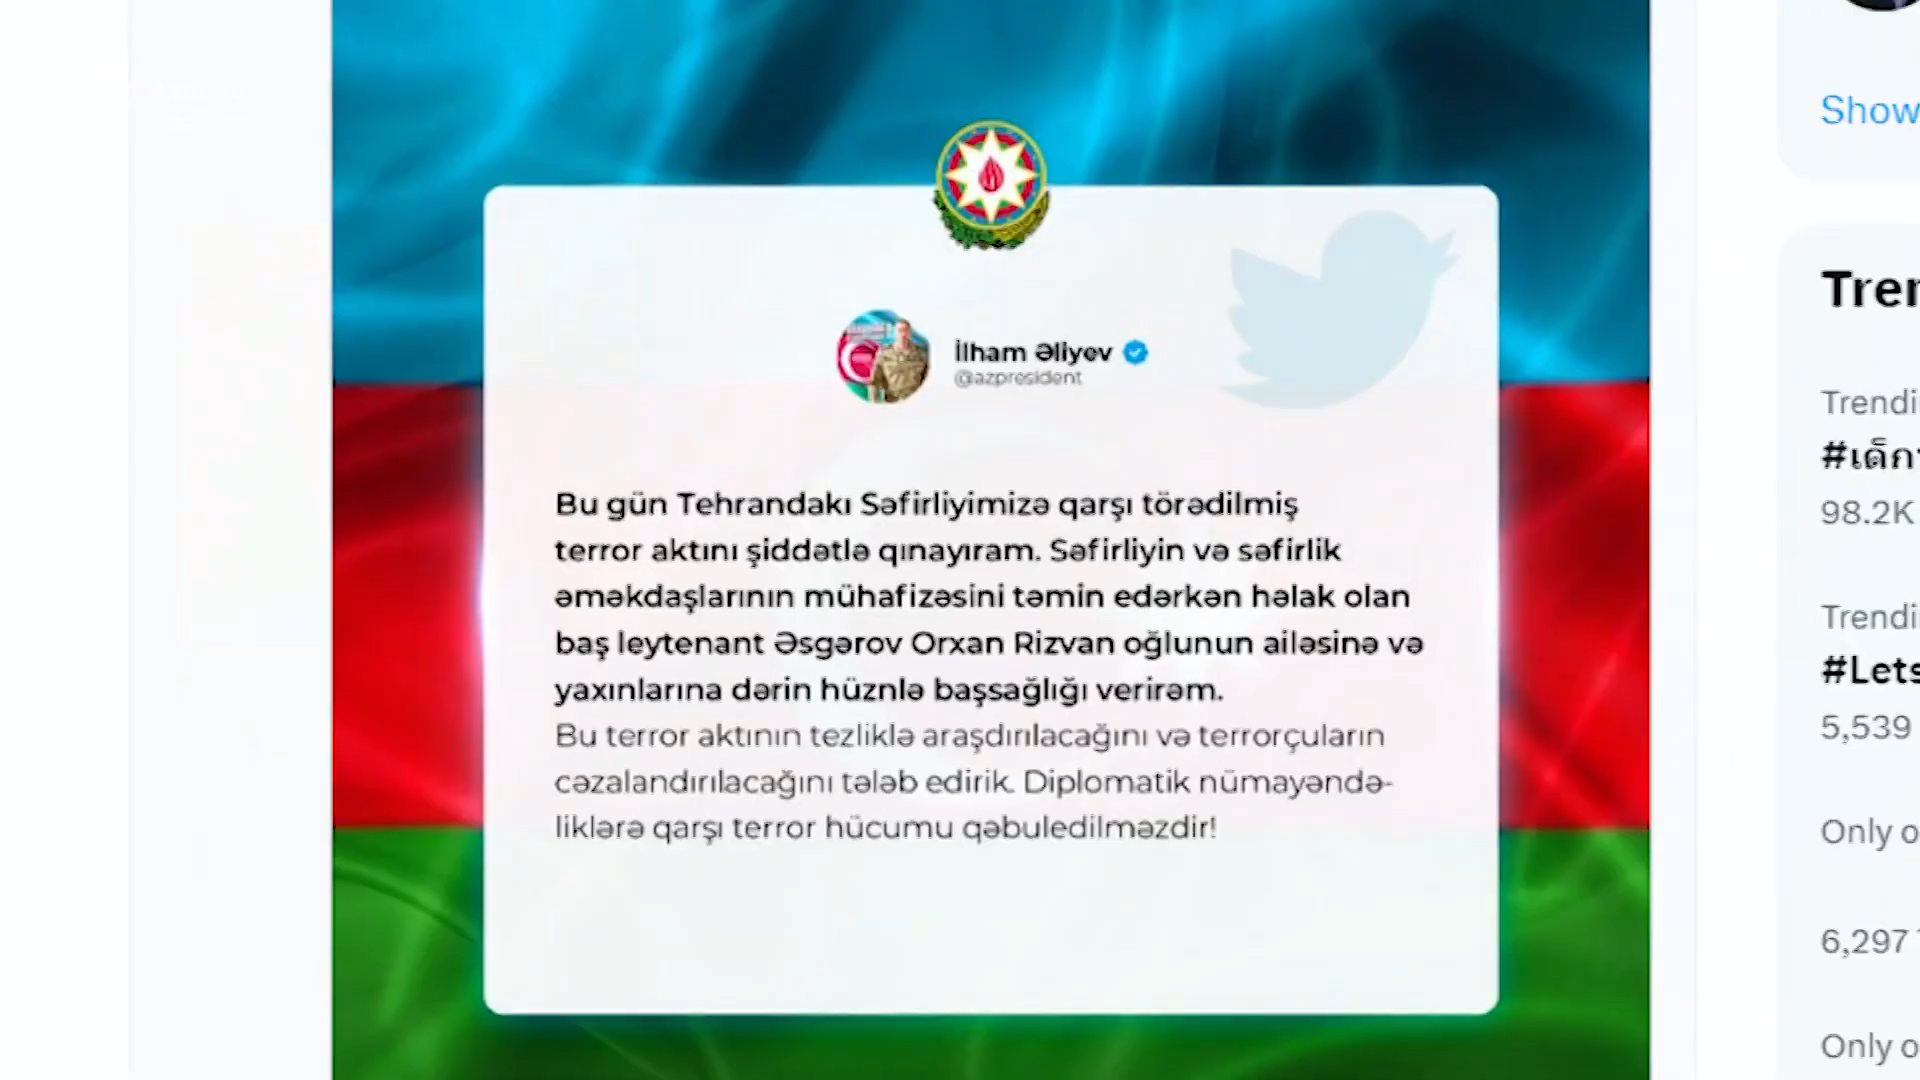 İlham Əliyev
@azpresident
Bu gün Tehrandakı Səfirliyimizə qarşı törədilmiş
terror aktını şiddətlə qınayıram. Səfirliyin və səfirlik
əməkdaşlarının mühafizəsini təmin edərkən həlak olan
baş leytenant Əsgərov Orxan Rizvan oğlunun ailəsinə və
yaxınlarına dərin hüznlə başsağlığı verirəm.
Bu terror aktının tezliklə araşdırılacağını və terrorçuların
cəzalandırılacağını tələb edirik. Diplomatik nümayəndə-
liklərə qarşı terror hücumu qəbuledilməzdir!
Show
Tren
Trendi
#เด็ก
98.2K
Trendi
#Lets
5,539
Only o
6,297
Only o